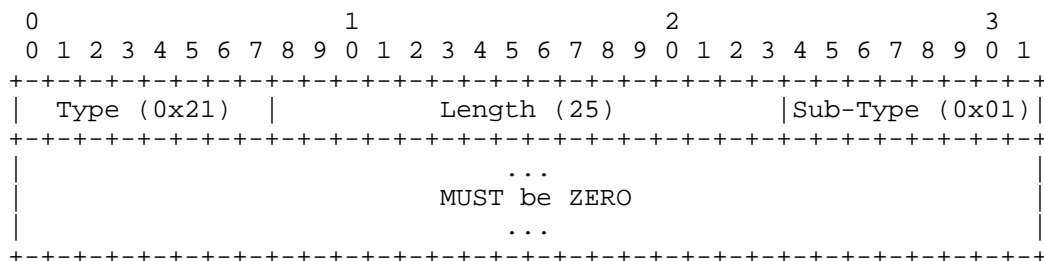 0                   1                   2                   3
 0 1 2 3 4 5 6 7 8 9 0 1 2 3 4 5 6 7 8 9 0 1 2 3 4 5 6 7 8 9 0 1
+-+-+-+-+-+-+-+-+-+-+-+-+-+-+-+-+-+-+-+-+-+-+-+-+-+-+-+-+-+-+-+-+
|  Type (0x21)  |          Length (25)          |Sub-Type (0x01)|
+-+-+-+-+-+-+-+-+-+-+-+-+-+-+-+-+-+-+-+-+-+-+-+-+-+-+-+-+-+-+-+-+
|                              ...                              |
|                          MUST be ZERO                         |
|                              ...                              |
+-+-+-+-+-+-+-+-+-+-+-+-+-+-+-+-+-+-+-+-+-+-+-+-+-+-+-+-+-+-+-+-+